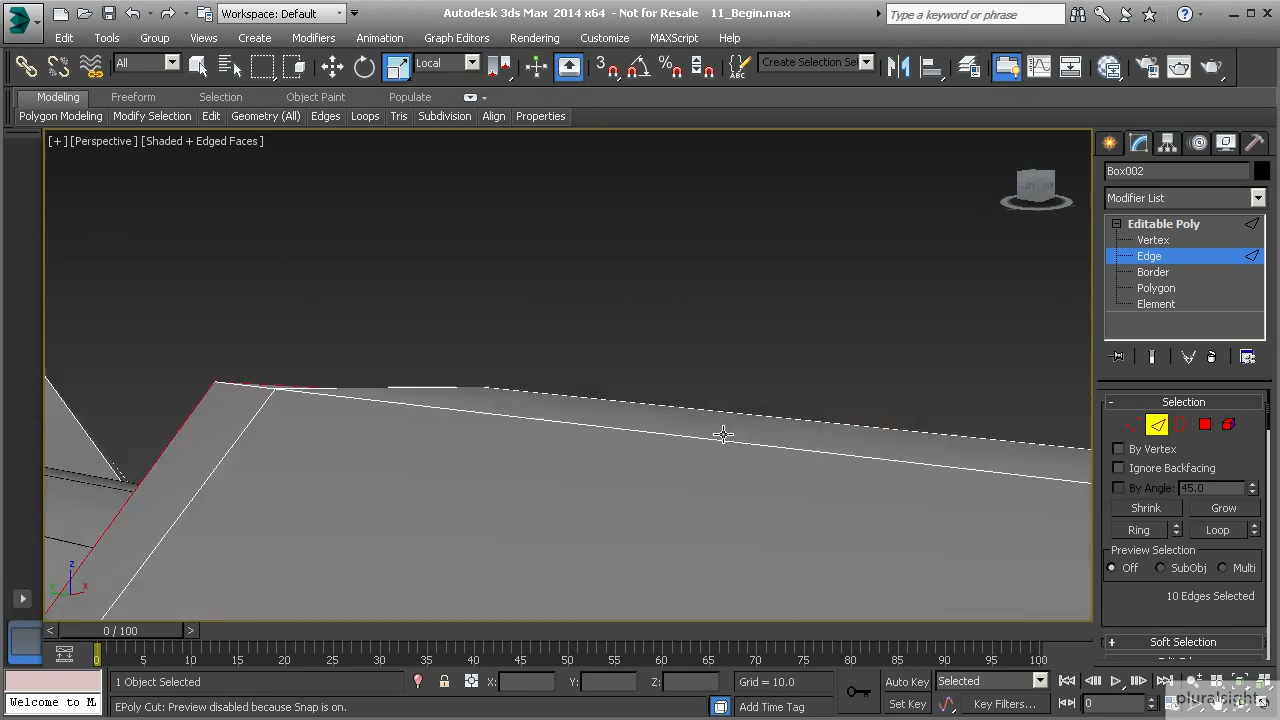 Workspace: Default
Autodesk 3ds Max 2014 x64 - Not for Resale 11_Begin.max
Type a keyword or phrase
Edit Tools Group Views Create Modifiers Animation Graph Editors Rendering Customize MAXScript Help
All
Local
3
Create Selection Se
Modeling Freeform Selection Object Paint Populate
Polygon Modeling Modify Selection Edit Geometry (All) Edges Loops Tris Subdivision Align Properties
[+] [Perspective] [Shaded + Edged Faces]
Box002
Modifier List
Editable Poly
Vertex
Edge
Border
Polygon
Element
- Selection
By Vertex
Ignore Backfacing
By Angle: 45.0
Shrink Grow
Ring Loop
Preview Selection
Off SubObj Multi
10 Edges Selected
+ Soft Selection
z
x
< 0 / 100 >
0 5 10 15 20 25 30 35 40 45 50 55 60 65 70 75 80 85 90 95 100
1 Object Selected X: Y: Z: Grid = 10.0 Auto Key Selected
Welcome to M EPoly Cut: Preview disabled because Snap is on. Add Time Tag Set Key Key Filters... 0
pluralsight